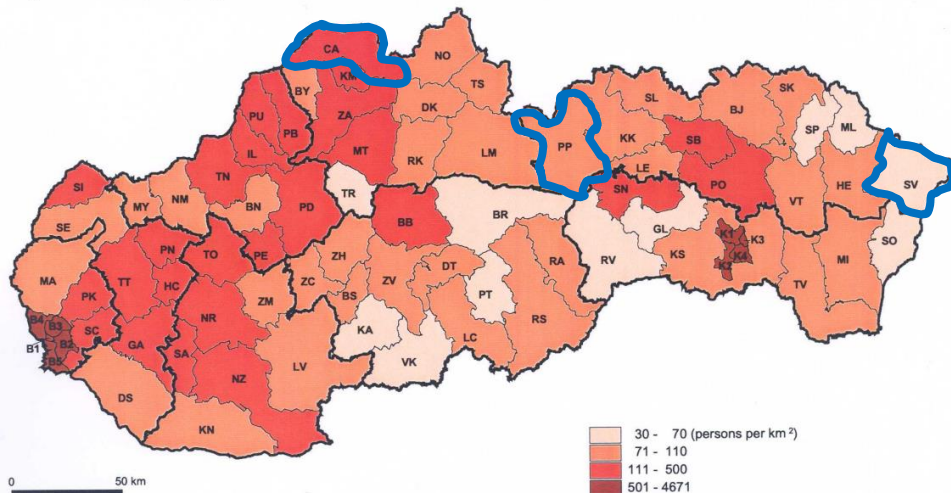 CA
NO
KM
TS
BY
SK
SL
BJ
PU
PB
ZA
DK
SP
ML
KK
SB
IL
MT
RK
LM
PP
LE
PO
HE
SV
TN
SI
TR
SN
MY
NM
BN
PD
VT
SE
BB
BR
GL
SO
PN
TO
PE
ZH
K1
K3
RV
KS
K4
K2
MI
MA
TT
HC
ZC
DT
RA
ZV
TV
PK
ZM
BS
PT
NR
KA
RS
B4
B3
SC
GA
LC
B1
B2
SA
VK
LV
B5
NZ
DS
KN
30 - 70 (persons per km ²)
71 - 110
111 - 500
501 - 4671
0 50 km